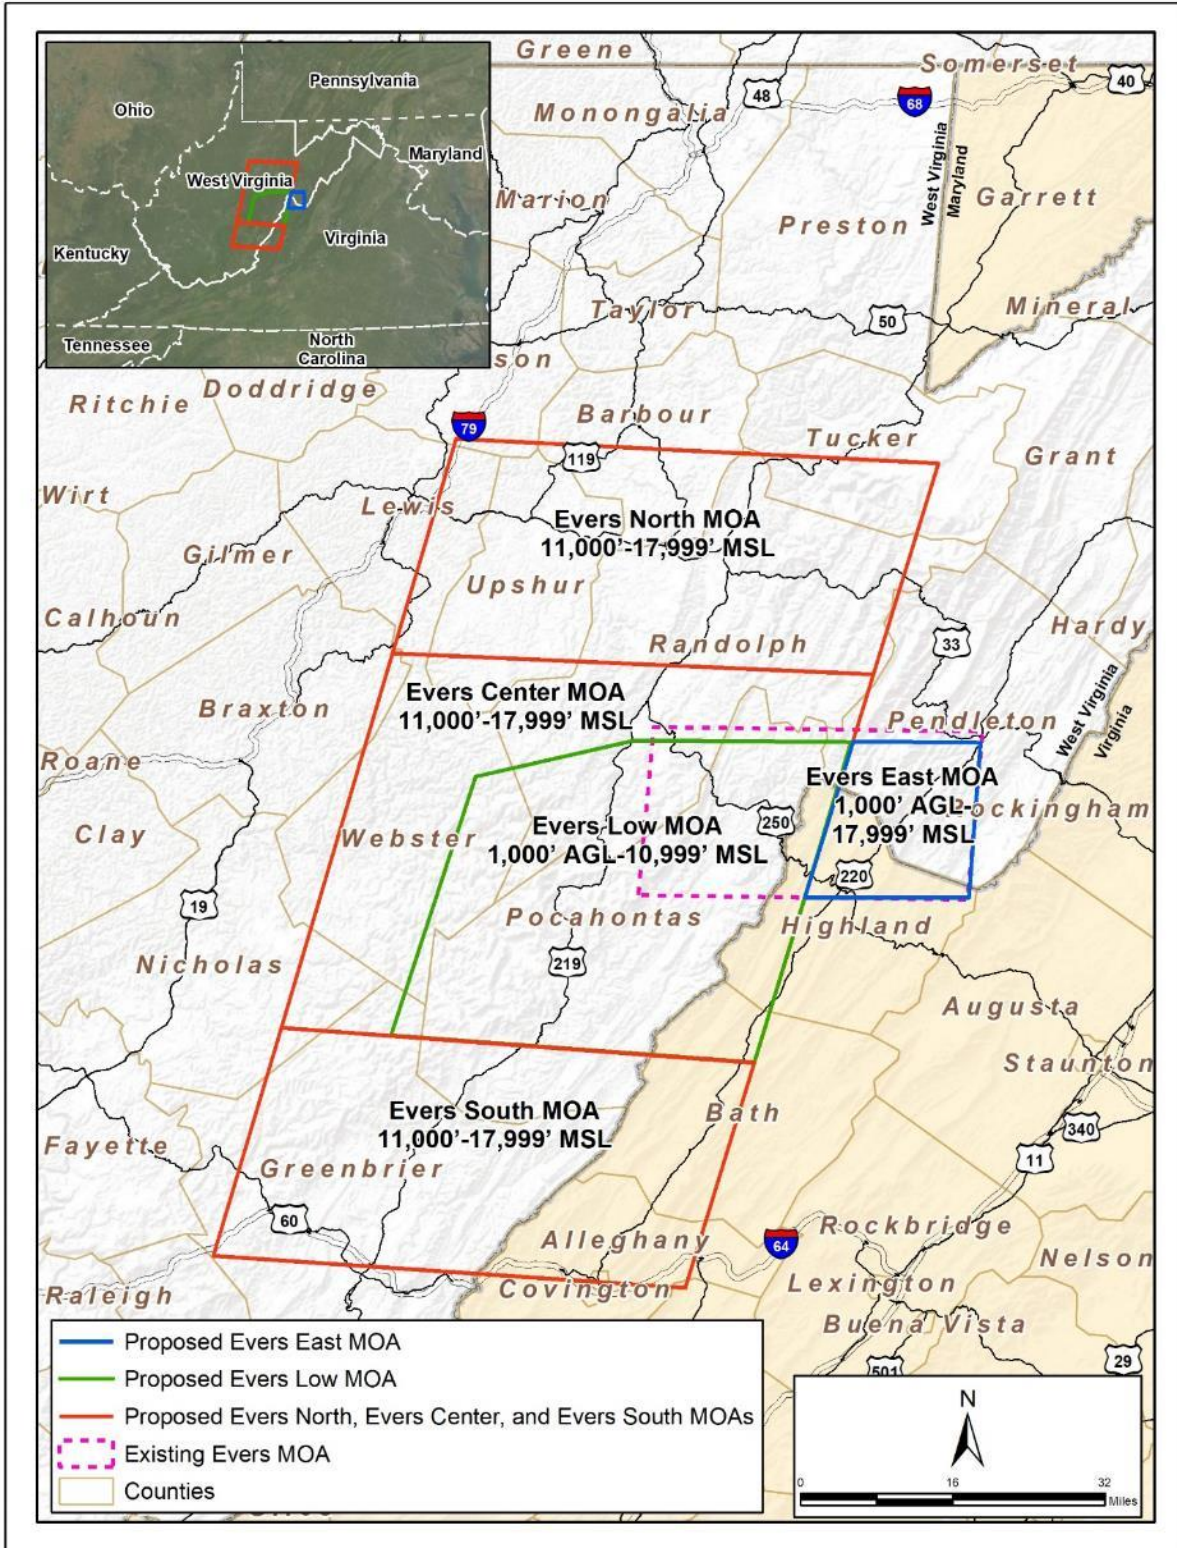 Greene
Somerset
Pennsylvania
Ohio
48
68
40
Monongalia
Maryland
West Virginia
West Virginia
Maryland
Garrett
Marion
Preston
Virginia
Kentucky
Mineral
Taylor
50
Tennessee
North
Carolina
son
Doddridge
Ritchie
Barbour
79
Tucker
119
Grant
Wirt
Lewis
Evers North MOA
11,000'-17,999' MSL
Gilmer
Upshur
Calhoun
Hardy
Randolph
33
Evers Center MOA
11,000'-17,999' MSL
Braxton
Pendleton
West Virginia
Virginia
Roane
Evers East MOA
1,000' AGL-
17,999' MSL
Rockingham
Clay
Webster
Evers Low MOA
1,000' AGL-10,999' MSL
250
220
19
Pocahontas
Highland
Nicholas
219
Augusta
Staunton
Evers South MOA
11,000'-17,999' MSL
Bath
Fayette
340
11
Greenbrier
60
Alleghany
64
Rockbridge
Nelson
Raleigh
Covington
Lexington
Buena Vista
29
501
Proposed Evers East MOA
Proposed Evers Low MOA
Proposed Evers North, Evers Center, and Evers South MOAs
Existing Evers MOA
Counties
N
0 16 32
Miles